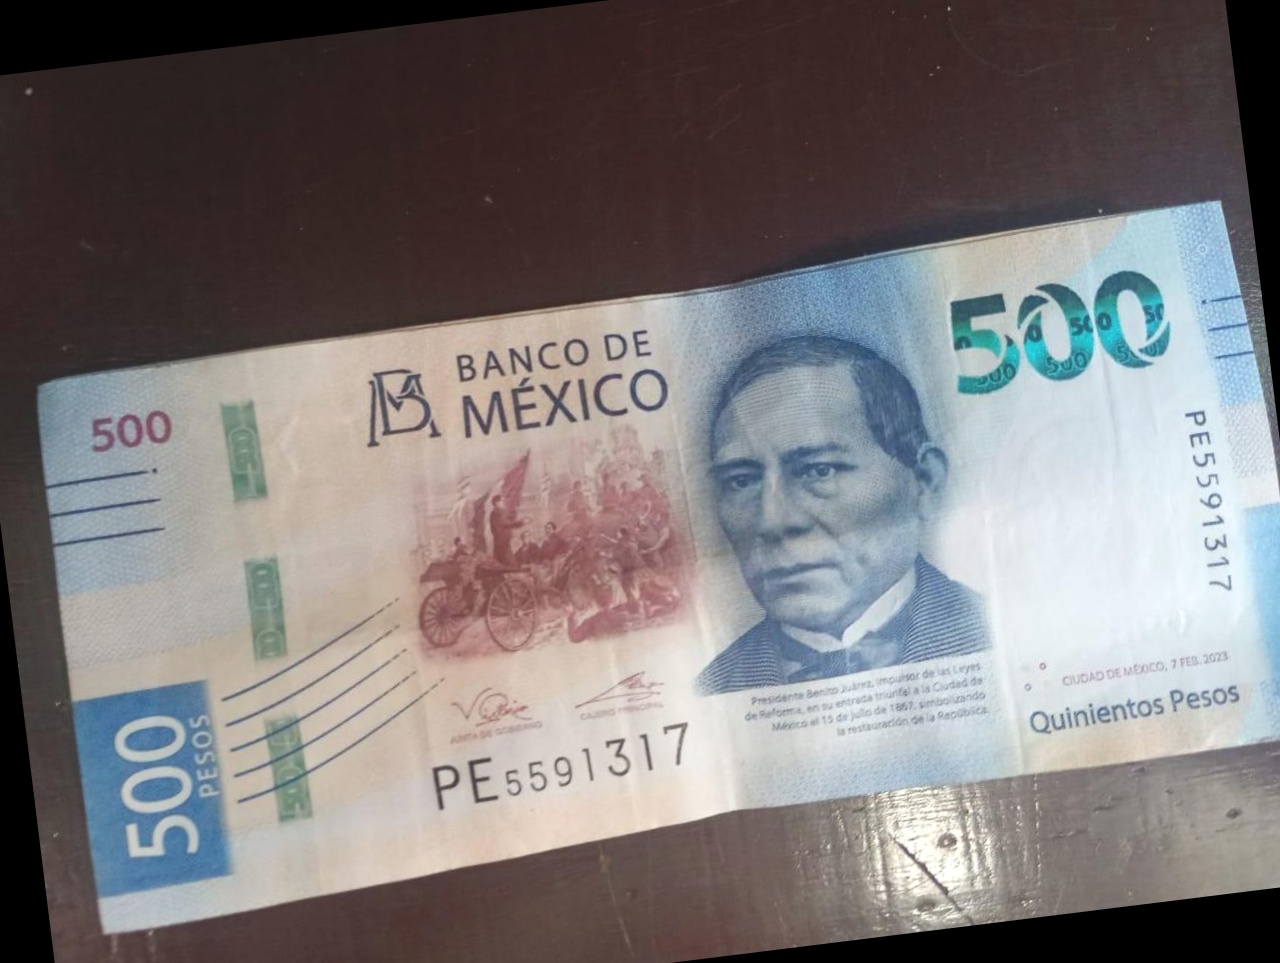 500
BANCO DE
MÉXICO
500
PE5591317
500
PESOS
JUNTA DE GOBIERNO
CAJERO PRINCIPAL
PE5591317
Presidente Benito Juárez, impulsor de las Leyes
de Reforma, en su entrada triunfal a la Ciudad de
México el 15 de julio de 1867, simbolizando
la restauración de la República.
CIUDAD DE MÉXICO, 7 FEB. 2023
Quinientos Pesos